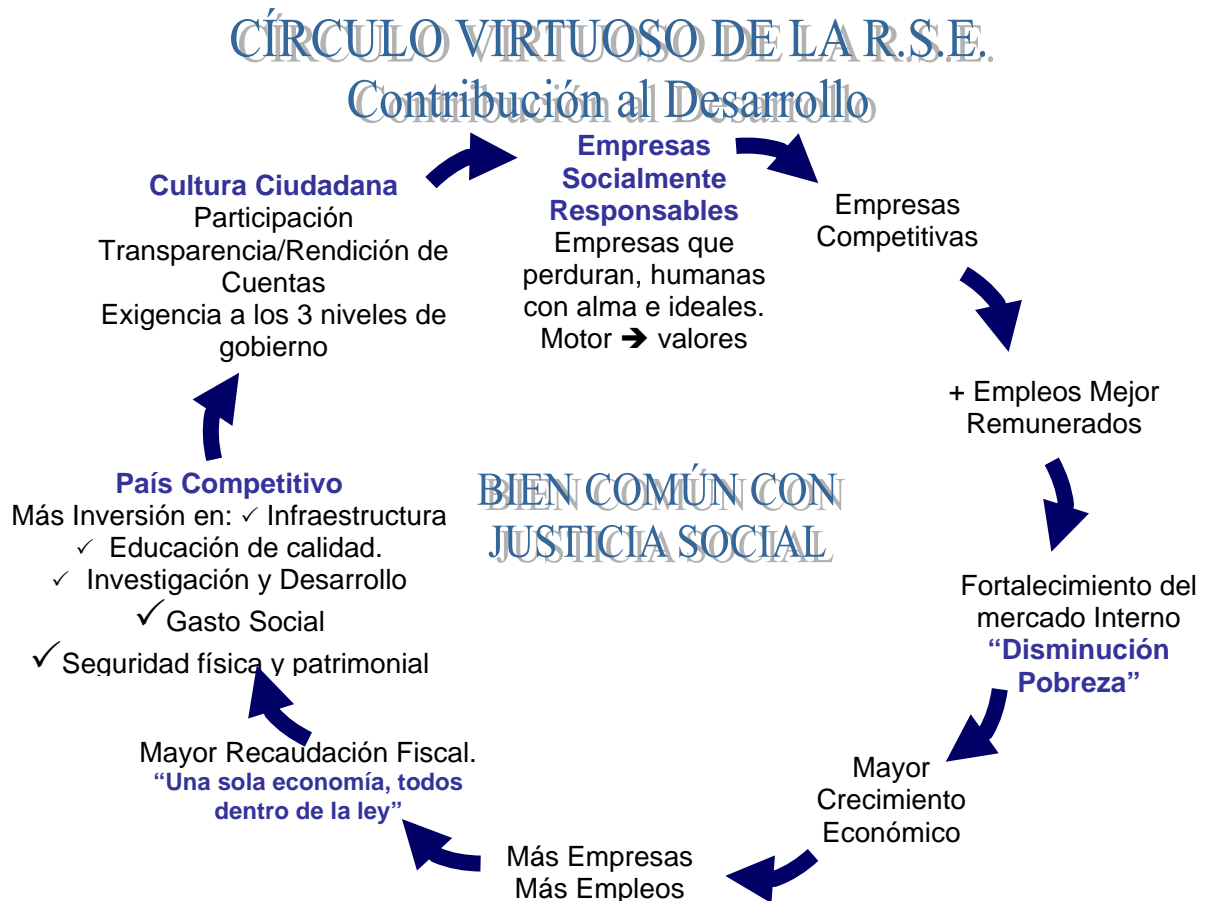 CÍRCULO VIRTUOSO DE LA R.S.E.
Contribución al Desarrollo
Empresas
Socialmente
Responsables
Empresas que
perduran, humanas
con alma e ideales.
Motor ➔ valores
Empresas
Competitivas
+ Empleos Mejor
Remunerados
Fortalecimiento del
mercado Interno
“Disminución
Pobreza”
Mayor
Crecimiento
Económico
Más Empresas
Más Empleos
Mayor Recaudación Fiscal.
“Una sola economía, todos
dentro de la ley”
País Competitivo
Más Inversión en: ✓ Infraestructura
✓ Educación de calidad.
✓ Investigación y Desarrollo
✓ Gasto Social
✓ Seguridad física y patrimonial
Cultura Ciudadana
Participación
Transparencia/Rendición de
Cuentas
Exigencia a los 3 niveles de
gobierno
BIEN COMÚN CON
JUSTICIA SOCIAL